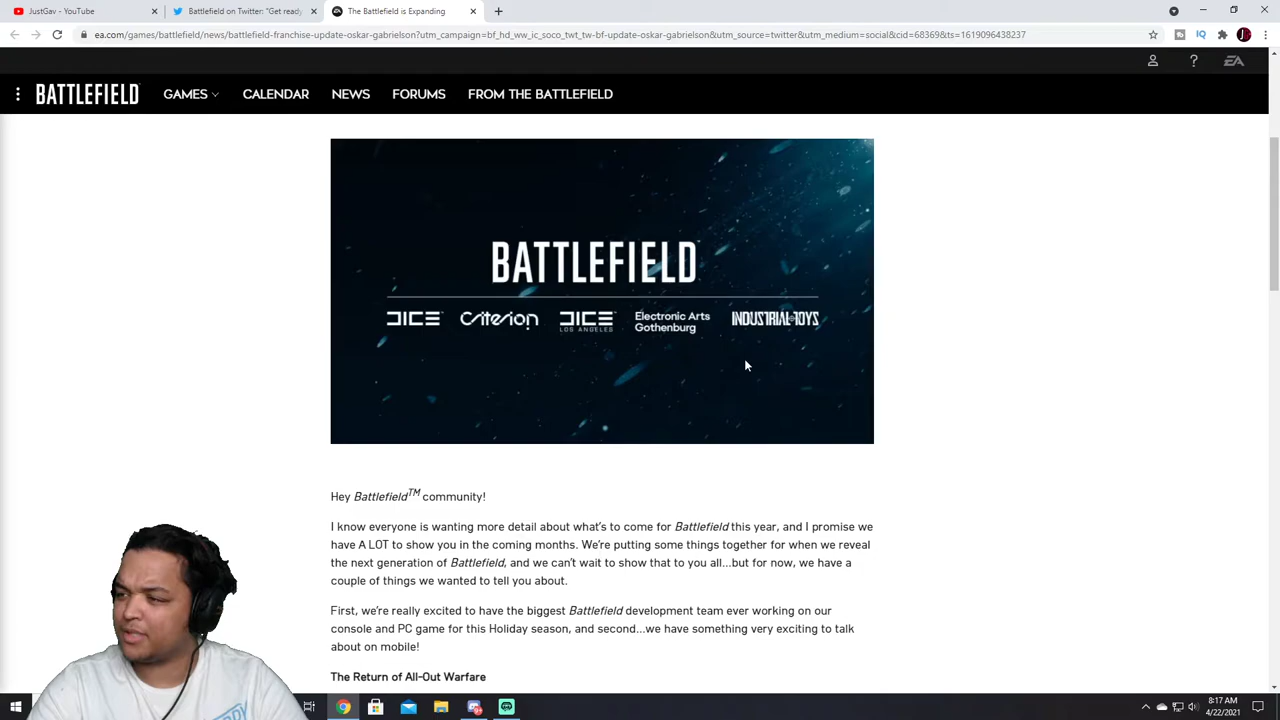 JustGav - YouTube
Battlefield on Twitter: "Get ready
The Battlefield is Expanding
ea.com/games/battlefield/news/battlefield-franchise-update-oskar-gabrielson?utm_campaign=bf_hd_ww_ic_soco_twt_tw-bf-update-oskar-gabrielson&utm_source=twitter&utm_medium=social&cid=68369&ts=1619096438237
IQ
J
EA
BATTLEFIELD GAMES CALENDAR NEWS FORUMS FROM THE BATTLEFIELD
BATTLEFIELD
DICE Criterion DICE LOS ANGELES Electronic Arts Gothenburg INDUSTRIAL TOYS
Hey Battlefield™ community!
I know everyone is wanting more detail about what's to come for Battlefield this year, and I promise we
have A LOT to show you in the coming months. We're putting some things together for when we reveal
the next generation of Battlefield, and we can't wait to show that to you all...but for now, we have a
couple of things we wanted to tell you about.
First, we're really excited to have the biggest Battlefield development team ever working on our
console and PC game for this Holiday season, and second...we have something very exciting to talk
about on mobile!
The Return of All-Out Warfare
8:17 AM
4/22/2021